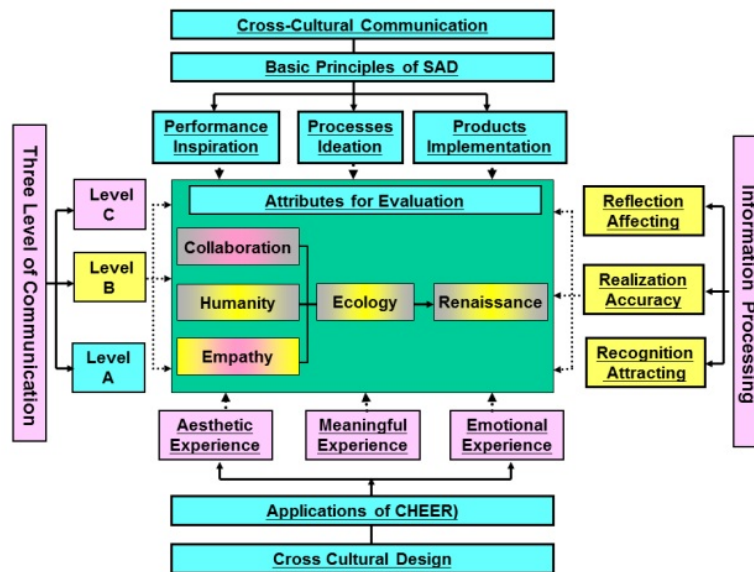 Cross-Cultural Communication
Basic Principles of SAD
Performance
Inspiration
Processes
Ideation
Products
Implementation
Three Level of Communication
Level
C
Level
B
Level
A
Attributes for Evaluation
Collaboration
Humanity
Empathy
Ecology
Renaissance
Reflection
Affecting
Realization
Accuracy
Recognition
Attracting
Information Processing
Aesthetic
Experience
Meaningful
Experience
Emotional
Experience
Applications of CHEER)
Cross Cultural Design